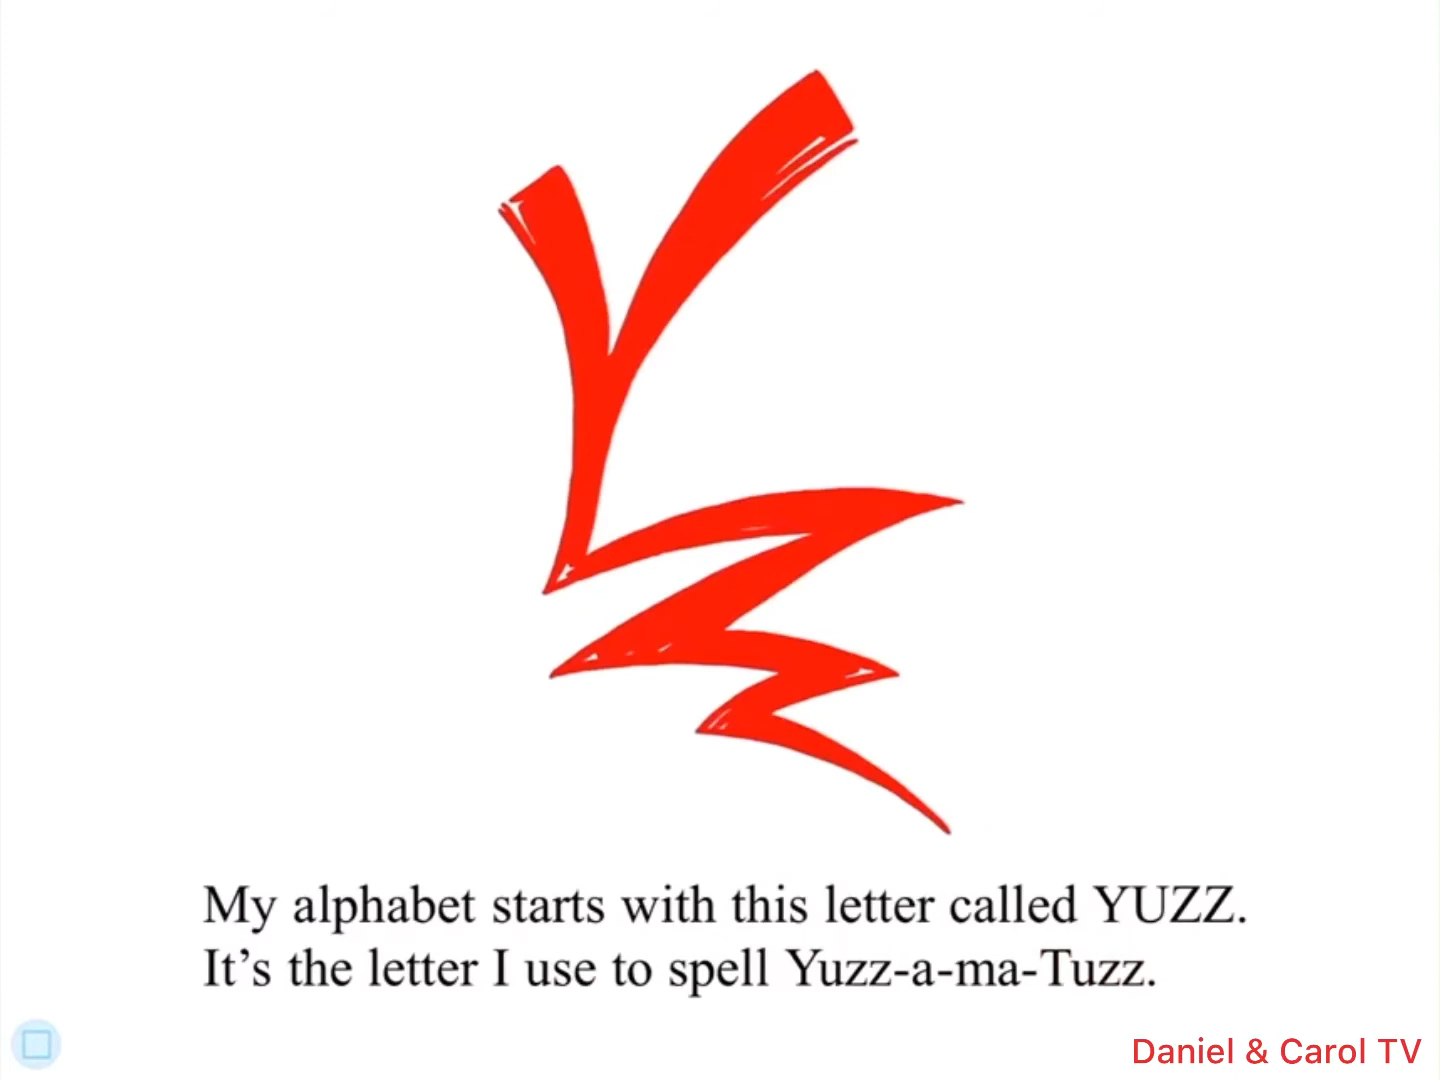 My alphabet starts with this letter called YUZZ.
It’s the letter I use to spell Yuzz-a-ma-Tuzz.
Daniel & Carol TV